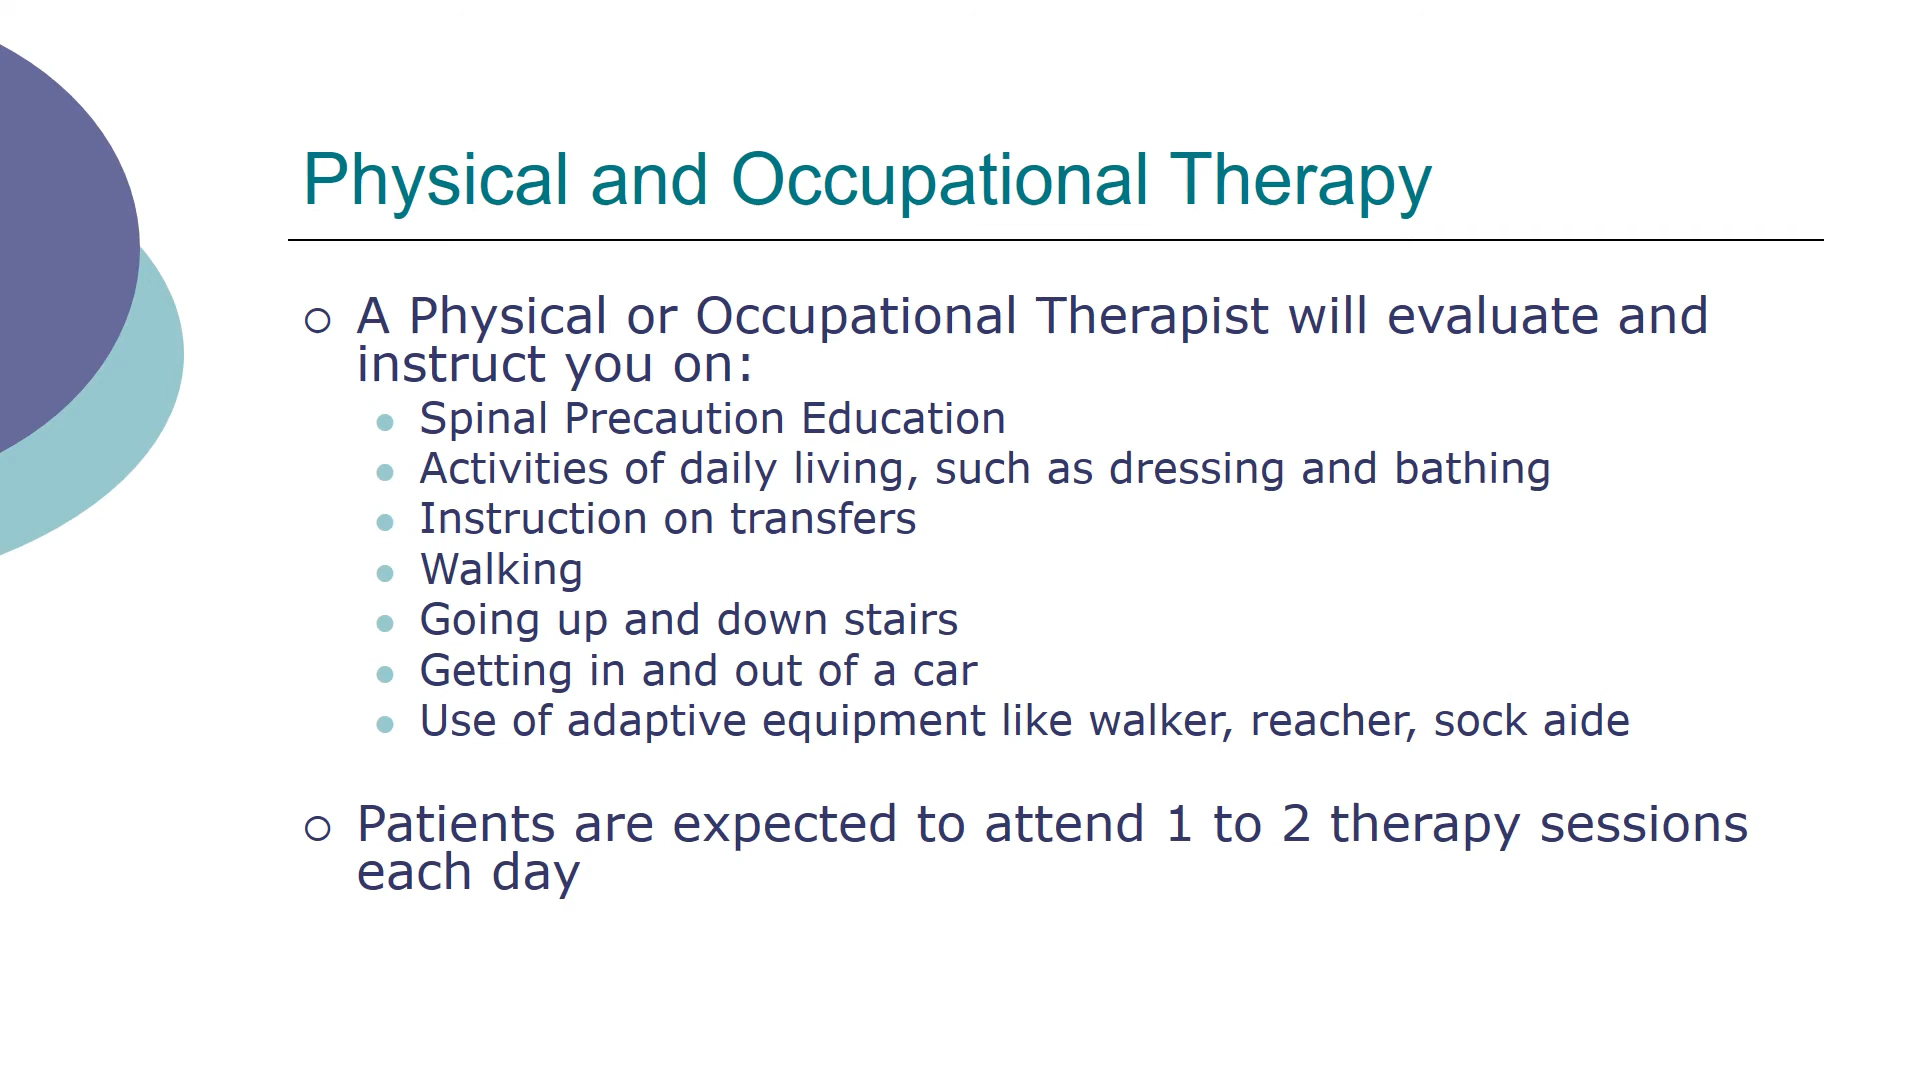 Physical and Occupational Therapy
A Physical or Occupational Therapist will evaluate and
instruct you on:
Spinal Precaution Education
Activities of daily living, such as dressing and bathing
Instruction on transfers
Walking
Going up and down stairs
Getting in and out of a car
Use of adaptive equipment like walker, reacher, sock aide
Patients are expected to attend 1 to 2 therapy sessions
each day